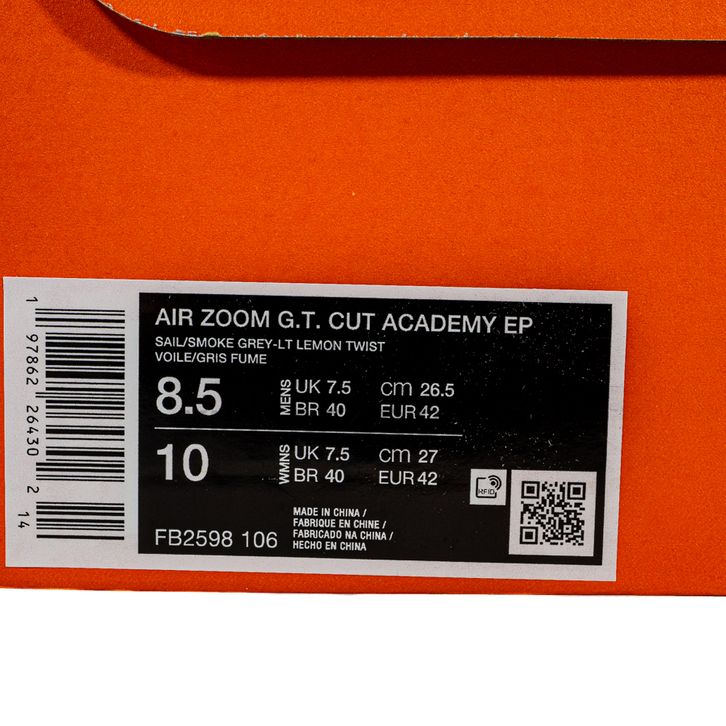 AIR ZOOM G.T. CUT ACADEMY EP
SAIL/SMOKE GREY-LT LEMON TWIST
VOILE/GRIS FUME
8.5 MENS UK 7.5 cm 26.5
BR 40 EUR 42
10 WMNS UK 7.5 cm 27
BR 40 EUR 42
RFID
MADE IN CHINA /
FABRIQUE EN CHINE /
FABRICADO NA CHINA /
HECHO EN CHINA
FB2598 106
1 97862 26430 2 14